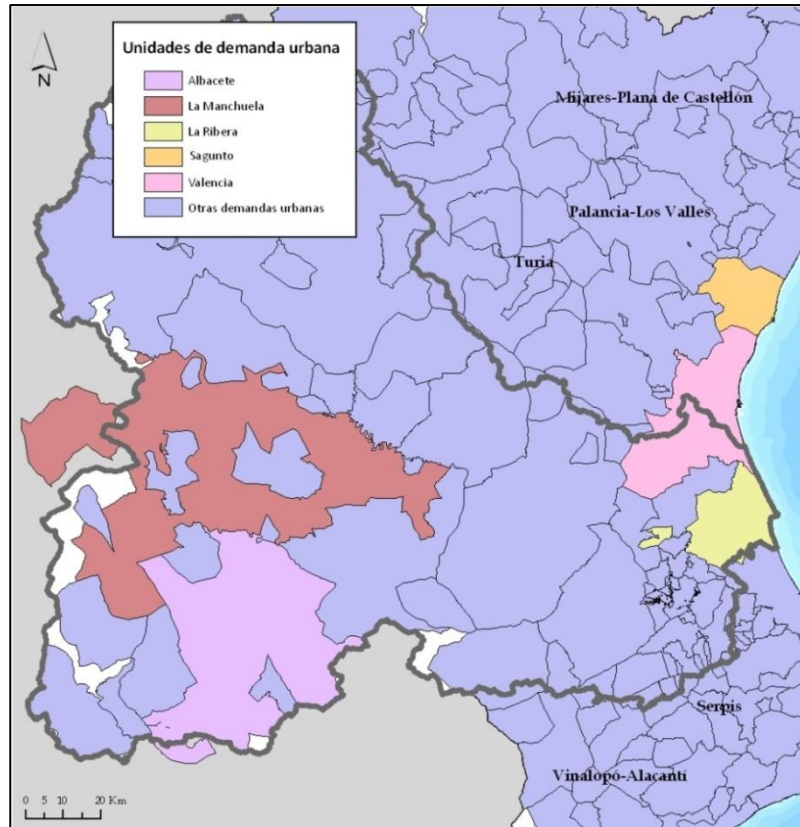 Unidades de demanda urbana
Albacete
La Manchuela
La Ribera
Sagunto
Valencia
Otras demandas urbanas
N
Mijares-Plana de Castellón
Palancia-Los Valles
Turia
Serpis
Vinalopó-Alacantí
0 5 10 20 Km